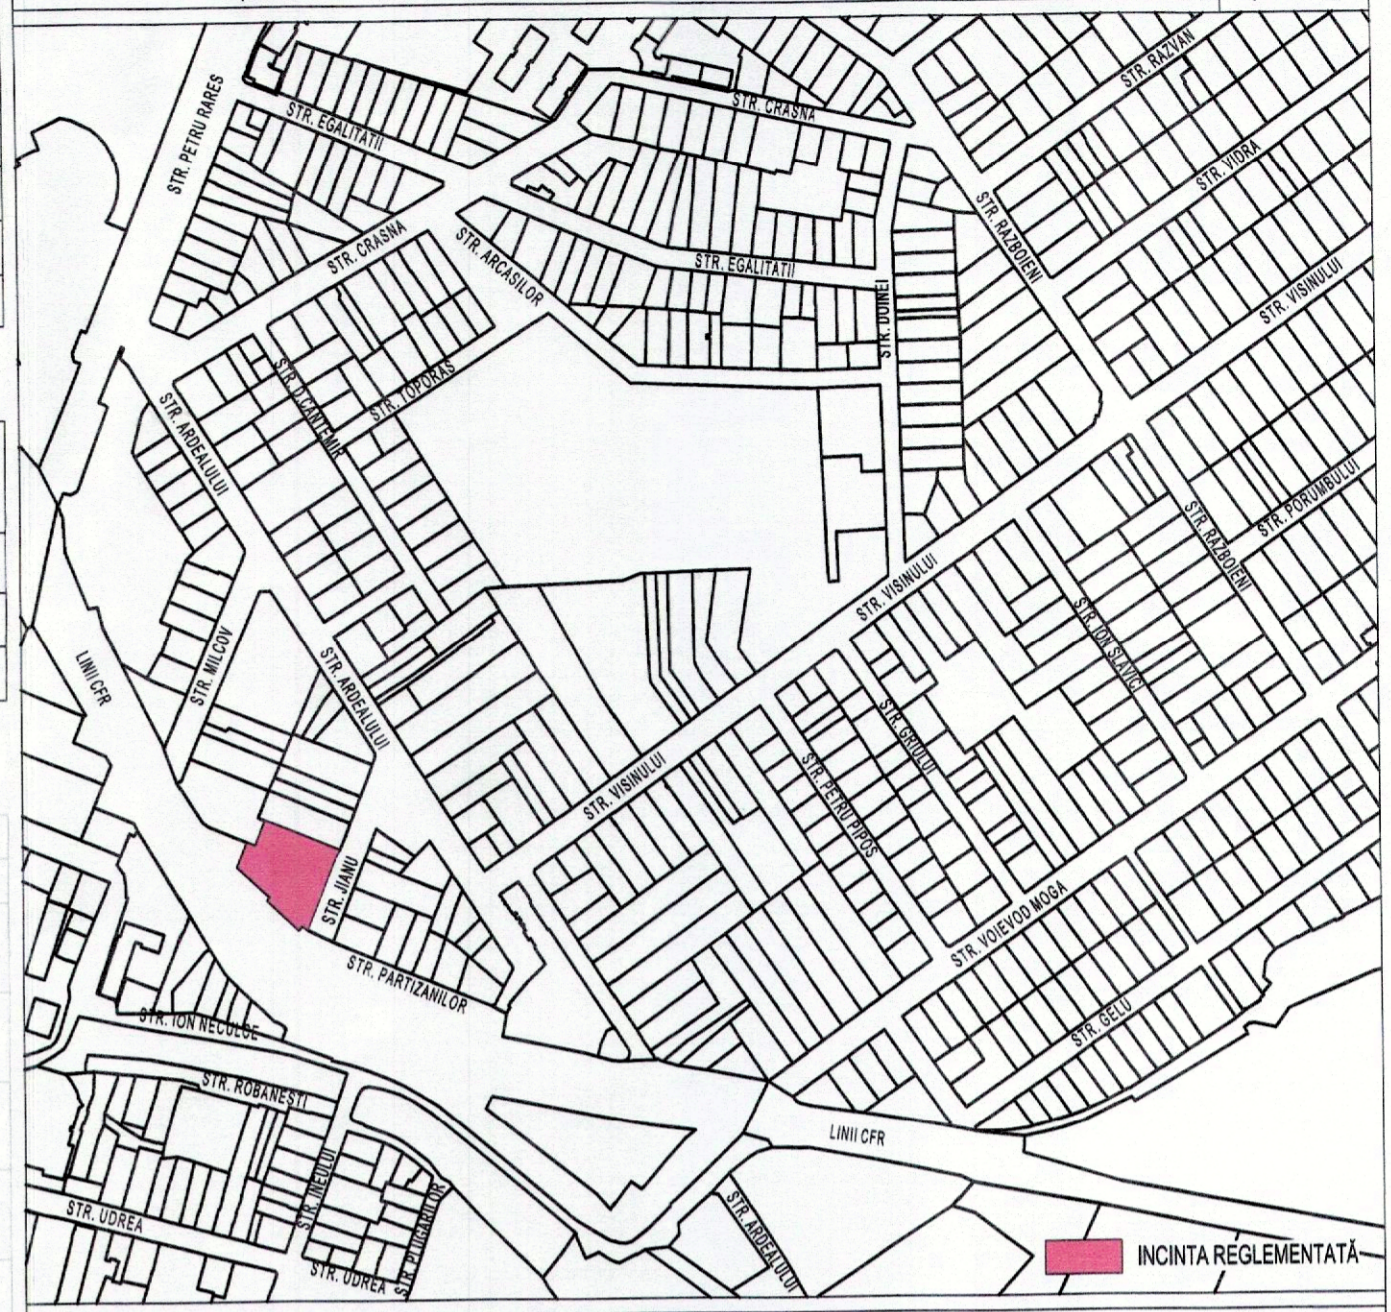 STR. RAZVAN
STR. PETRU RARES
STR. EGALITATII
STR. CRASNA
STR. VIDRA
STR. CRASNA
STR. ARCASILOR
STR. EGALITATII
STR. RAZBOIENI
STR. VISINULUI
STR. DOINEI
STR. D.CANTEMIR
STR. TOPORAS
STR. ARDEALULUI
STR. PORUMBULUI
STR. RAZBOIENI
STR. VISINULUI
STR. ION SLAVICI
LINII CFR
STR. MILCOV
STR. ARDEALULUI
STR. GRIULUI
STR. VISINULUI
STR. PETRU PIPOS
STR. JIANU
STR. VOIEVOD MOGA
STR. PARTIZANILOR
STR. ION NECULCE
STR. GELU
STR. ROBANESTI
LINII CFR
STR. INEULUI
STR. PLUGARILOR
STR. UDREA
STR. ARDEALULUI
STR. UDREA
INCINTA REGLEMENTATĂ